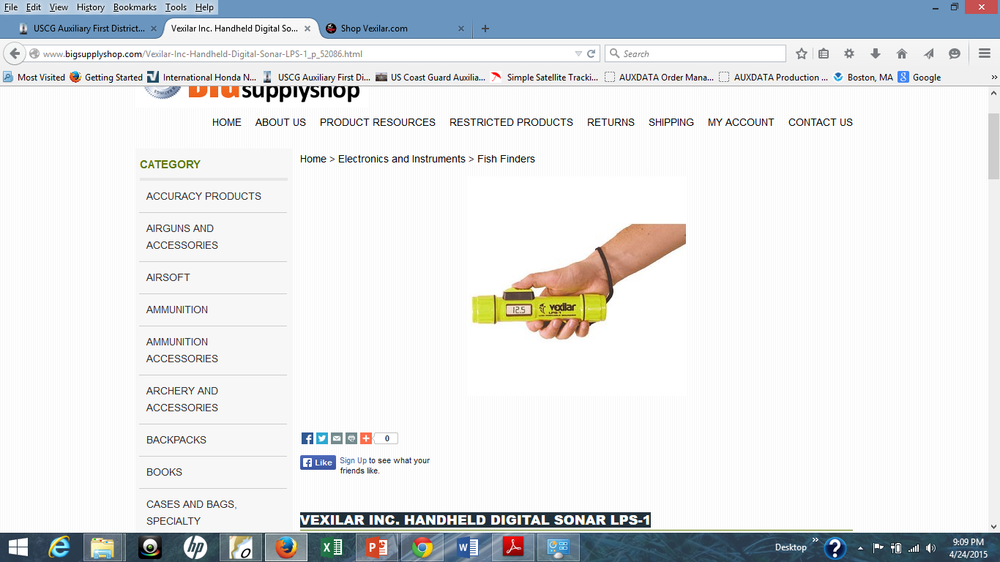 File Edit View History Bookmarks Tools Help
USCG Auxiliary First District... Vexilar Inc. Handheld Digital So... Shop Vexilar.com
www.bigsupplyshop.com/Vexilar-Inc-Handheld-Digital-Sonar-LPS-1_p_52086.html Search
Most Visited Getting Started International Honda N... USCG Auxiliary First Di... US Coast Guard Auxilia... Simple Satellite Tracki... AUXDATA Order Mana... AUXDATA Production ... Boston, MA Google
Big supplyshop
HOME ABOUT US PRODUCT RESOURCES RESTRICTED PRODUCTS RETURNS SHIPPING MY ACCOUNT CONTACT US
CATEGORY
ACCURACY PRODUCTS
AIRGUNS AND
ACCESSORIES
AIRSOFT
AMMUNITION
AMMUNITION
ACCESSORIES
ARCHERY AND
ACCESSORIES
BACKPACKS
BOOKS
CASES AND BAGS,
SPECIALTY
Home > Electronics and Instruments > Fish Finders
12.5 vexilar
LPS-1
0
Like Sign Up to see what your
friends like.
VEXILAR INC. HANDHELD DIGITAL SONAR LPS-1
Desktop
9:09 PM
4/24/2015